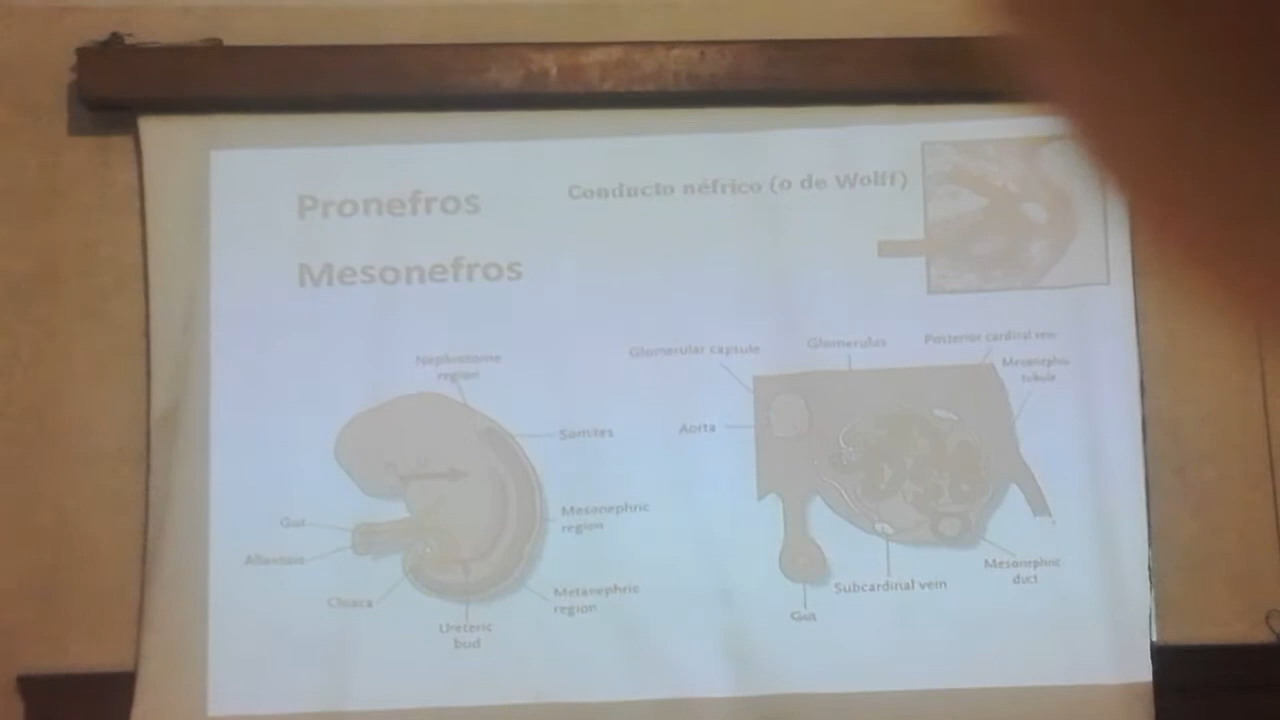 Pronefros
Conducto néfrico (o de Wolff)
Mesonefros
Nephrotome
region
Somites
Mesonephric
region
Metanephric
region
Ureteric
bud
Cloaca
Allantois
Gut
Glomerular capsule
Glomerulus
Posterior cardinal vein
Mesonephric
tubule
Aorta
Mesonephric
duct
Subcardinal vein
Gut